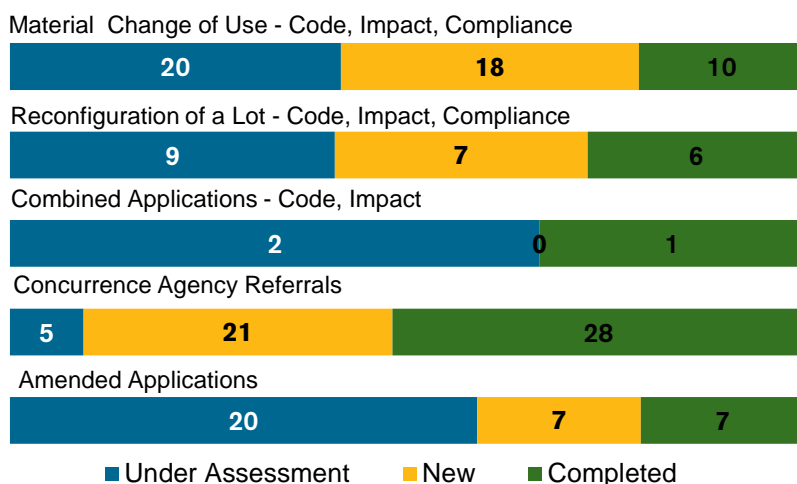 Material  Change of Use - Code, Impact, Compliance
20 18 10
Reconfiguration of a Lot - Code, Impact, Compliance
9 7 6
Combined Applications - Code, Impact
2 0 1
Concurrence Agency Referrals
5 21 28
Amended Applications
20 7 7
Under Assessment New Completed